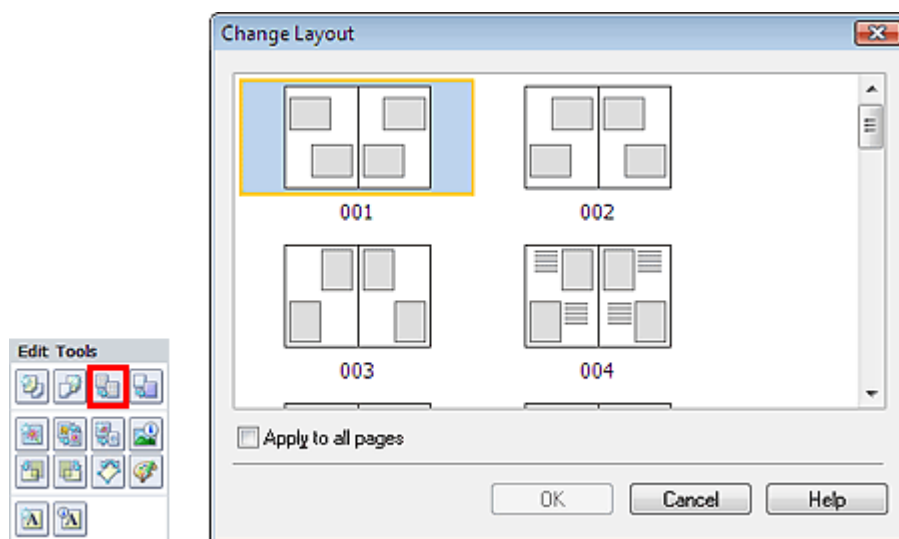 Change Layout
001
002
003
004
Edit Tools
Apply to all pages
OK
Cancel
Help